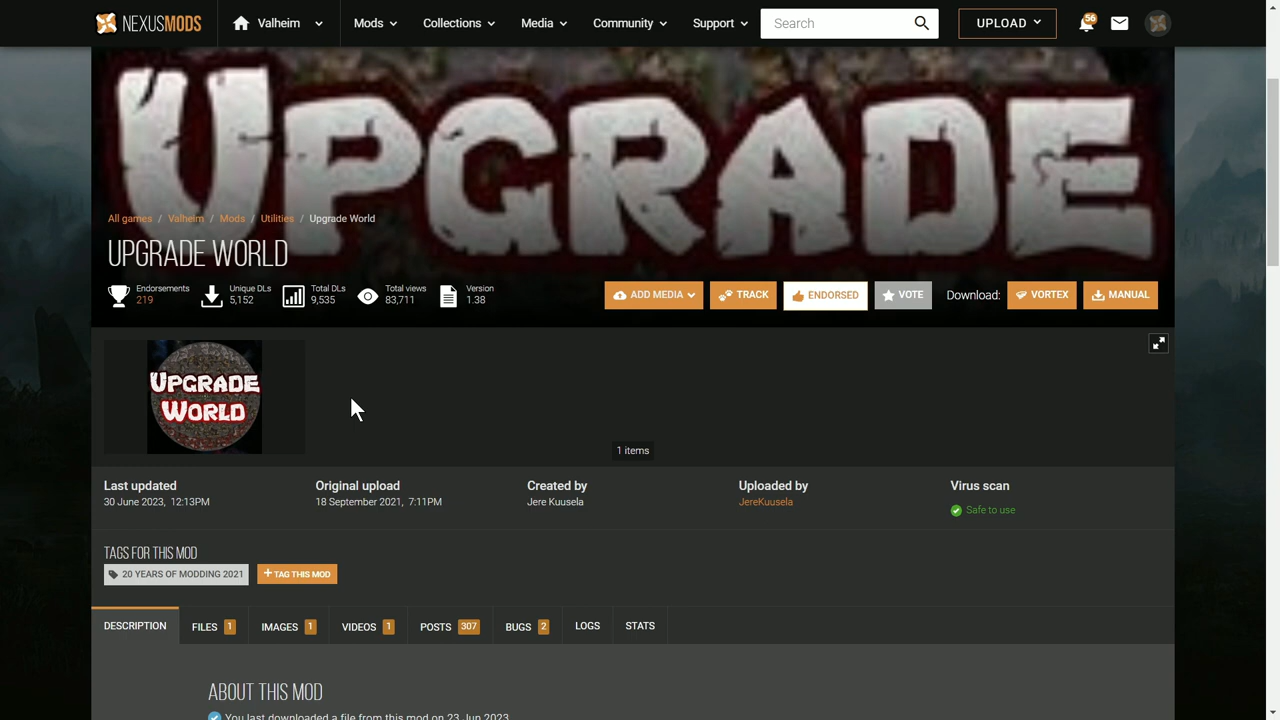 NEXUSMODS Valheim Mods Collections Media Community Support Search UPLOAD 56
UPGRADE
All games / Valheim / Mods / Utilities / Upgrade World
UPGRADE WORLD
Endorsements Unique DLs Total DLs Total views Version
219 5,152 9,535 83,711 1.38
ADD MEDIA TRACK ENDORSED VOTE Download: VORTEX MANUAL
UPGRADE
WORLD
1 items
Last updated Original upload Created by Uploaded by Virus scan
30 June 2023, 12:13PM 18 September 2021, 7:11PM Jere Kuusela JereKuusela Safe to use
TAGS FOR THIS MOD
20 YEARS OF MODDING 2021 + TAG THIS MOD
DESCRIPTION FILES 1 IMAGES 1 VIDEOS 1 POSTS 307 BUGS 2 LOGS STATS
ABOUT THIS MOD
You last downloaded a file from this mod on 23 Jun 2023